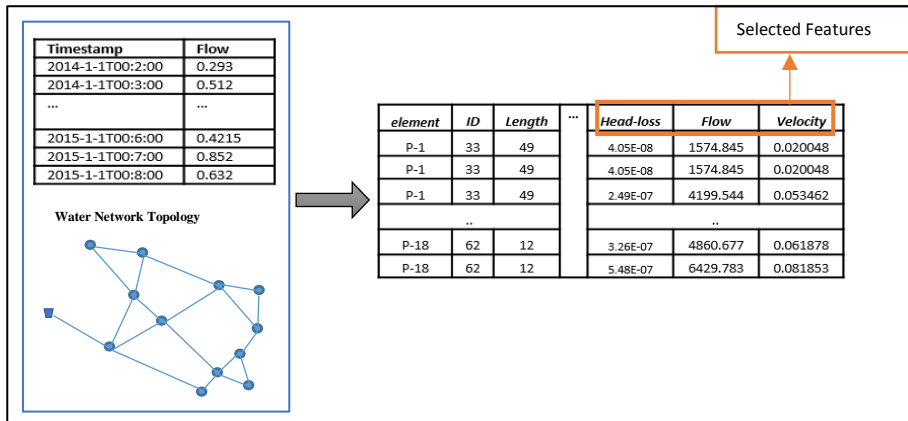 Selected Features
Timestamp Flow
2014-1-1T00:2:00 0.293
2014-1-1T00:3:00 0.512
... ...
2015-1-1T00:6:00 0.4215
2015-1-1T00:7:00 0.852
2015-1-1T00:8:00 0.632
Water Network Topology
element ID Length ... Head-loss Flow Velocity
P-1 33 49 4.05E-08 1574.845 0.020048
P-1 33 49 4.05E-08 1574.845 0.020048
P-1 33 49 2.49E-07 4199.544 0.053462
.. ..
P-18 62 12 3.26E-07 4860.677 0.061878
P-18 62 12 5.48E-07 6429.783 0.081853